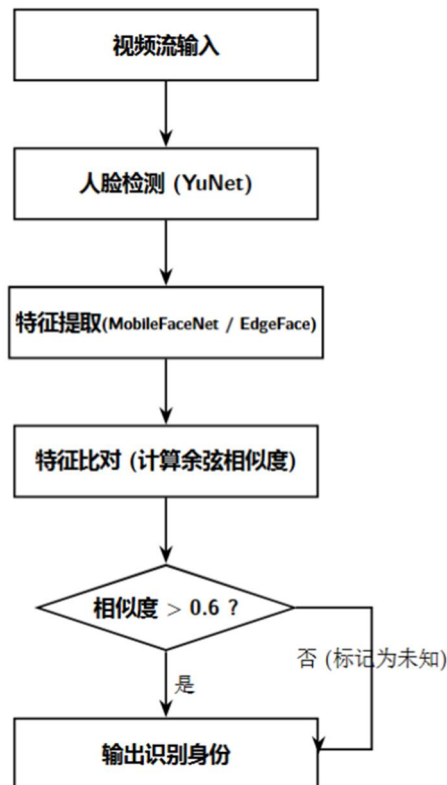 视频流输入
人脸检测 (YuNet)
特征提取(MobileFaceNet / EdgeFace)
特征比对 (计算余弦相似度)
相似度 > 0.6 ?
否 (标记为未知)
是
输出识别身份